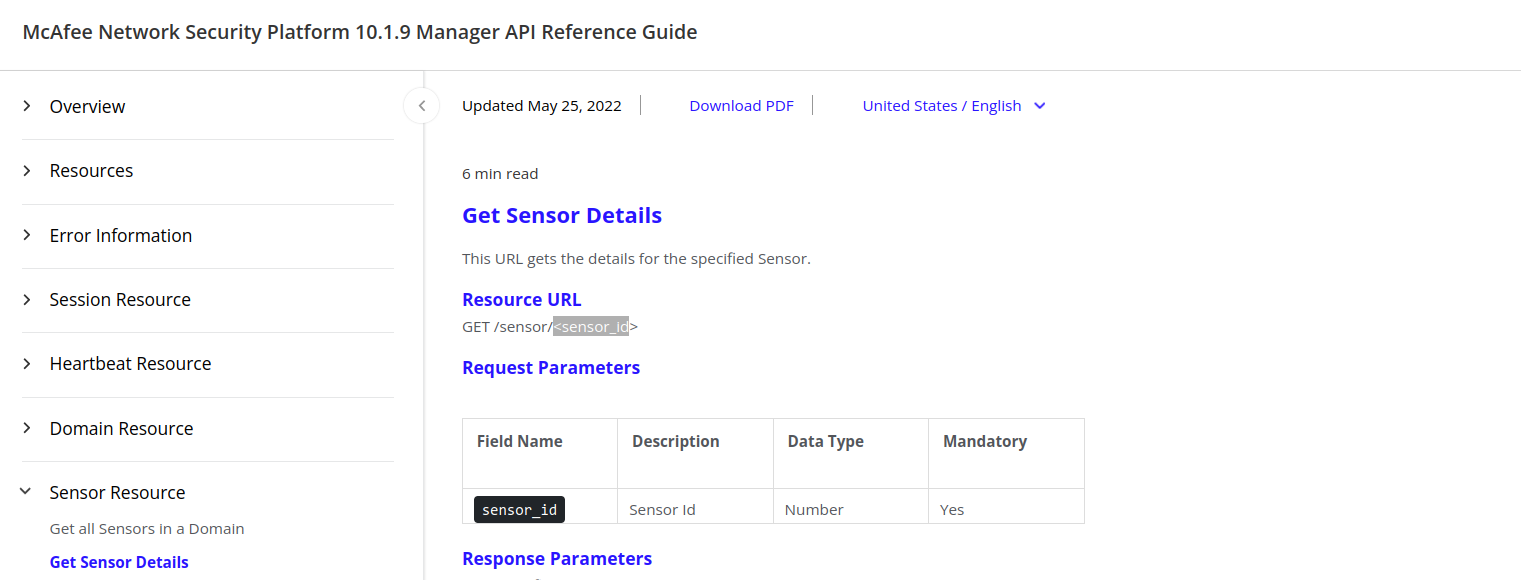 McAfee Network Security Platform 10.1.9 Manager API Reference Guide
Overview
Resources
Error Information
Session Resource
Heartbeat Resource
Domain Resource
Sensor Resource
Get all Sensors in a Domain
Get Sensor Details
Updated May 25, 2022
Download PDF
United States / English
6 min read
Get Sensor Details
This URL gets the details for the specified Sensor.
Resource URL
GET /sensor/<sensor_id>
Request Parameters
Field Name Description Data Type Mandatory
sensor_id Sensor Id Number Yes
Response Parameters